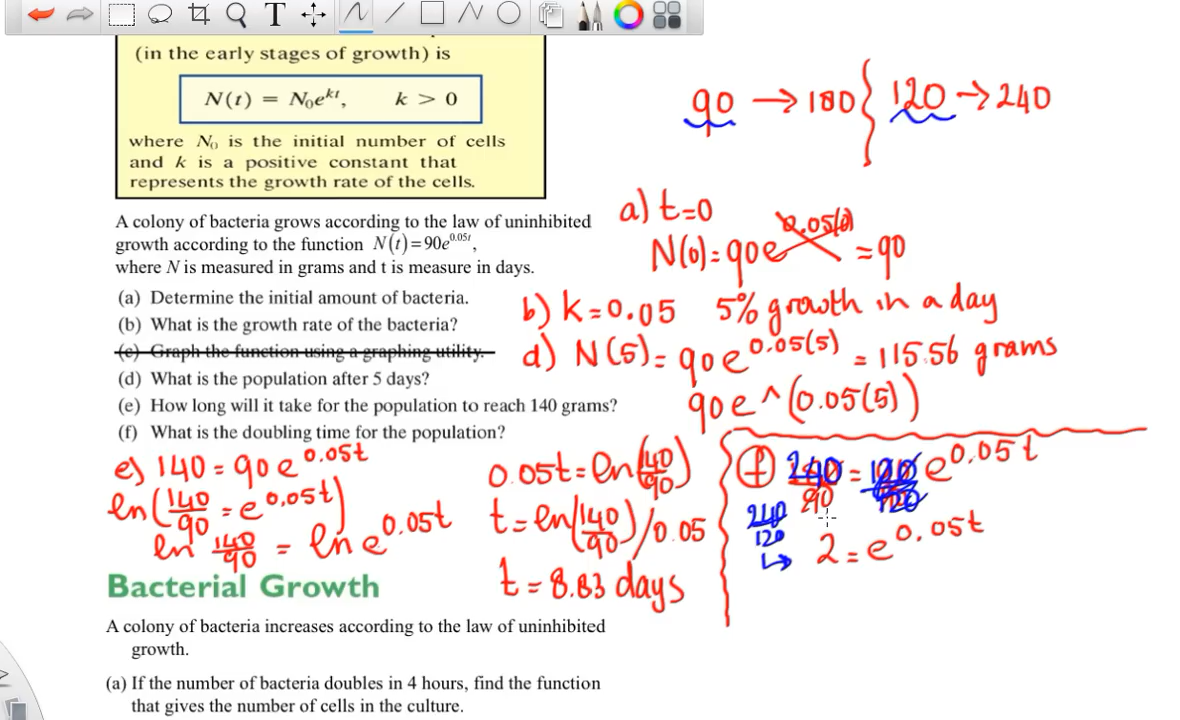 (in the early stages of growth) is
N(t) = N₀eᵏᵗ, k > 0
where N₀ is the initial number of cells
and k is a positive constant that
represents the growth rate of the cells.
90 → 180 { 120 → 240
A colony of bacteria grows according to the law of uninhibited
growth according to the function N(t)=90e^0.05t,
where N is measured in grams and t is measure in days.
(a) Determine the initial amount of bacteria.
(b) What is the growth rate of the bacteria?
(c) Graph the function using a graphing utility.
(d) What is the population after 5 days?
(e) How long will it take for the population to reach 140 grams?
(f) What is the doubling time for the population?
a) t=0
N(0)=90e^0.05(0) =90
b) k=0.05 5% growth in a day
d) N(5)= 90e^0.05(5) = 115.56 grams
90e^(0.05(5))
e) 140=90e^0.05t
ln(140/90 = e^0.05t)
ln 140/90 = ln e^0.05t
0.05t=ln(140/90)
t=ln(140/90)/0.05
t=8.83 days
f 240 = 120 e^0.05t
90 120
240
120
↳ 2=e^0.05t
Bacterial Growth
A colony of bacteria increases according to the law of uninhibited
growth.
(a) If the number of bacteria doubles in 4 hours, find the function
that gives the number of cells in the culture.